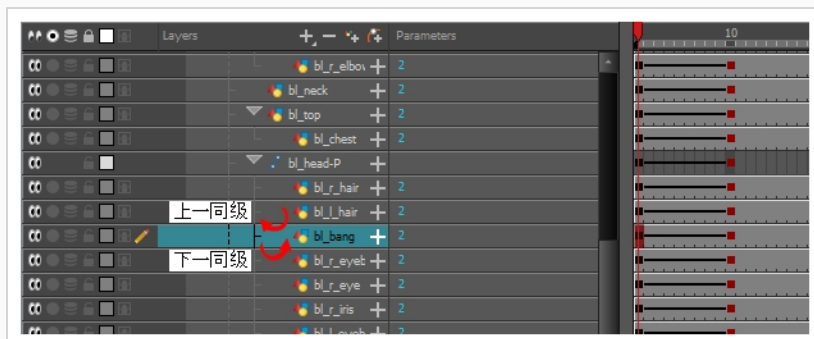 Layers Parameters 10
bl_r_elbov 2
bl_neck 2
bl_top 2
bl_chest 2
bl_head-P
bl_r_hair 2
上一同级 bl_l_hair 2
bl_bang 2
下一同级 bl_r_eyeb 2
bl_r_eye 2
bl_r_iris 2